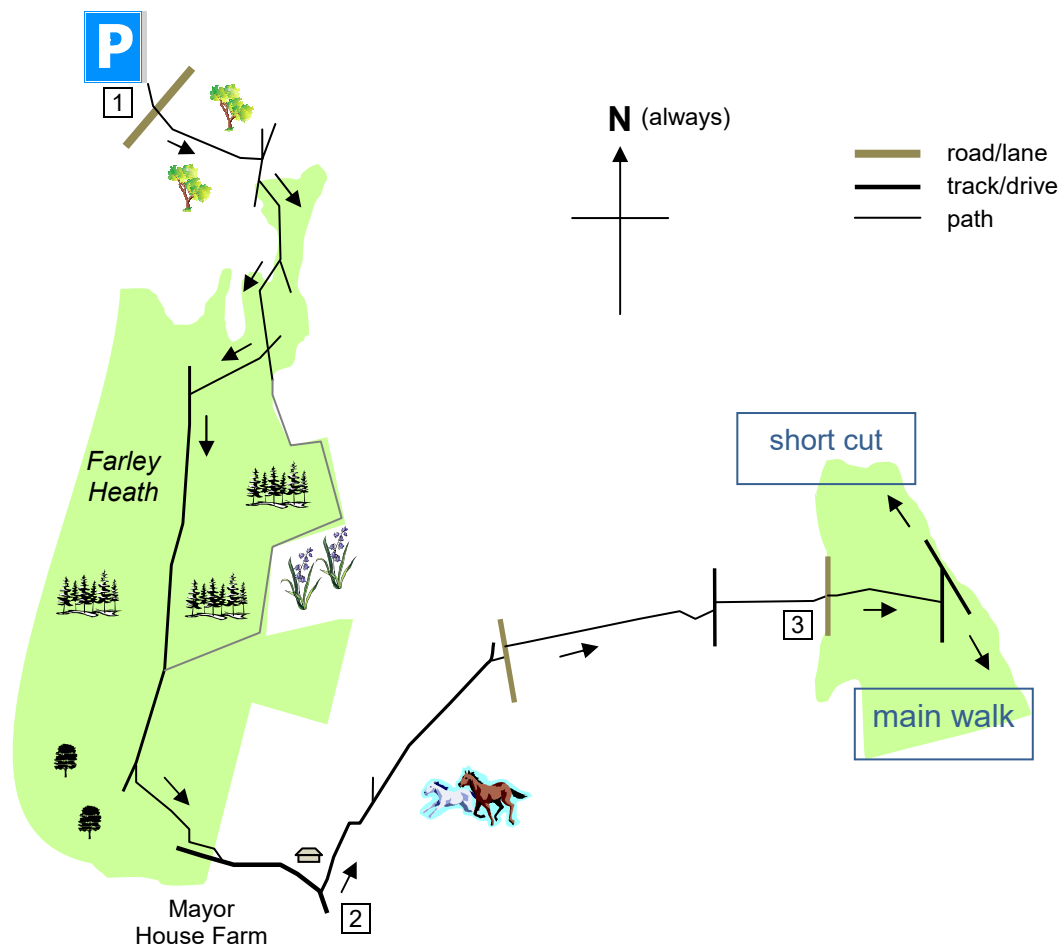 P
1
N (always)
road/lane
track/drive
path
short cut
Farley
Heath
3
main walk
Mayor
House Farm
2